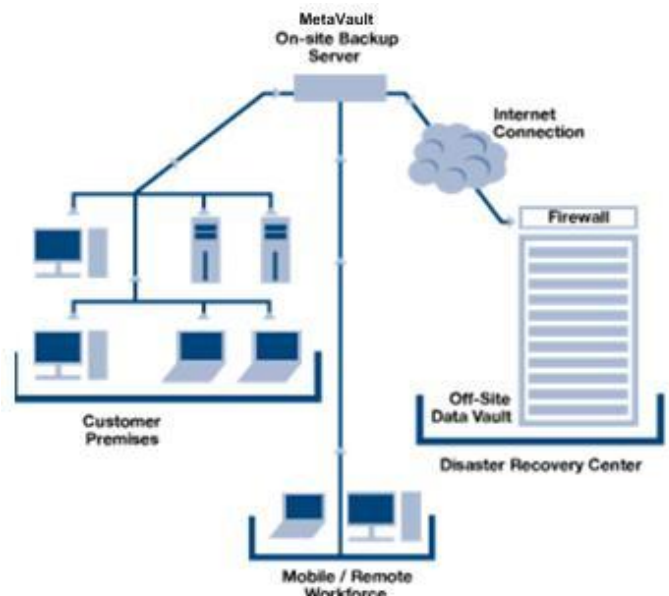 MetaVault
On-site Backup
Server
Internet
Connection
Firewall
Off-Site
Data Vault
Customer
Premises
Disaster Recovery Center
Mobile / Remote
Workforce